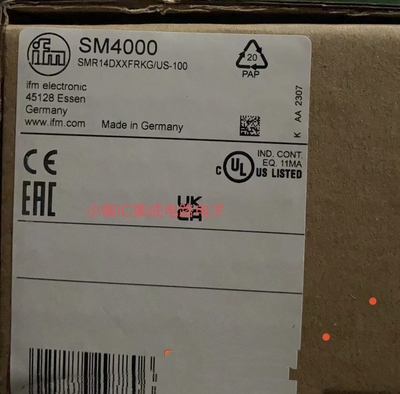 ifm
SM4000
SMR14DXXFRKG/US-100
ifm electronic
45128 Essen
Germany
www.ifm.com
Made in Germany
20
PAP
K AA 2307
CE
EAC
C UL US LISTED
IND. CONT.
EQ. 11MA
UK
CA